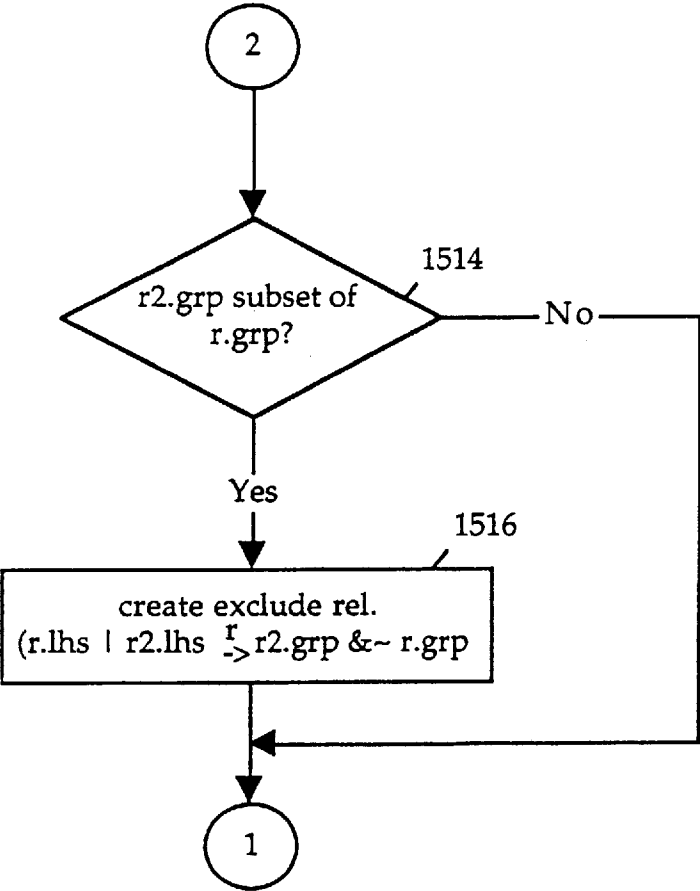 2
1514
r2.grp subset of
r.grp?
No
Yes
1516
create exclude rel.
(r.lhs | r2.lhs r -> r2.grp &~ r.grp
1